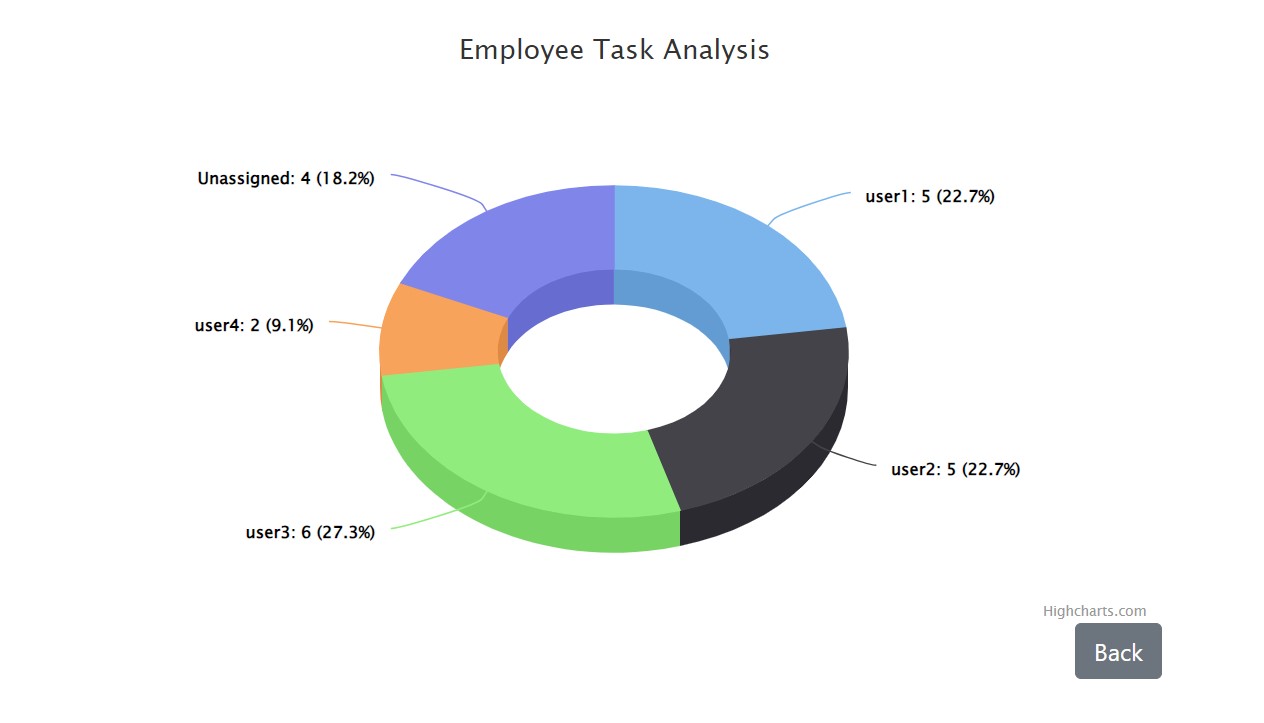 Employee Task Analysis
Unassigned: 4 (18.2%)
user1: 5 (22.7%)
user4: 2 (9.1%)
user2: 5 (22.7%)
user3: 6 (27.3%)
Highcharts.com
Back